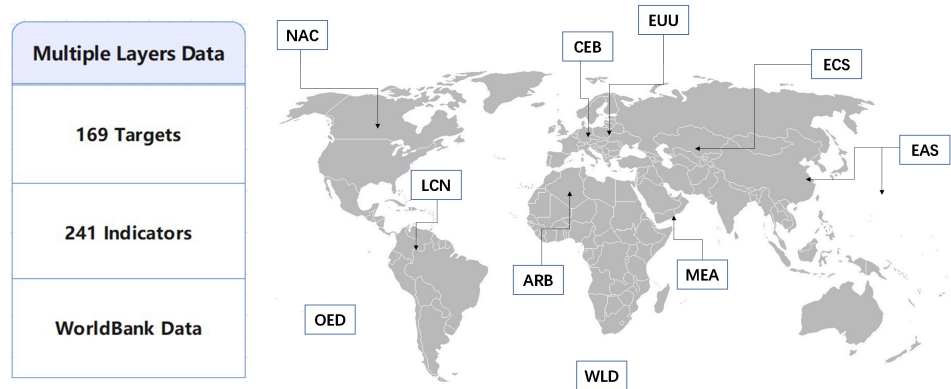 Multiple Layers Data
169 Targets
241 Indicators
WorldBank Data
NAC
CEB
EUU
ECS
EAS
LCN
ARB
MEA
OED
WLD